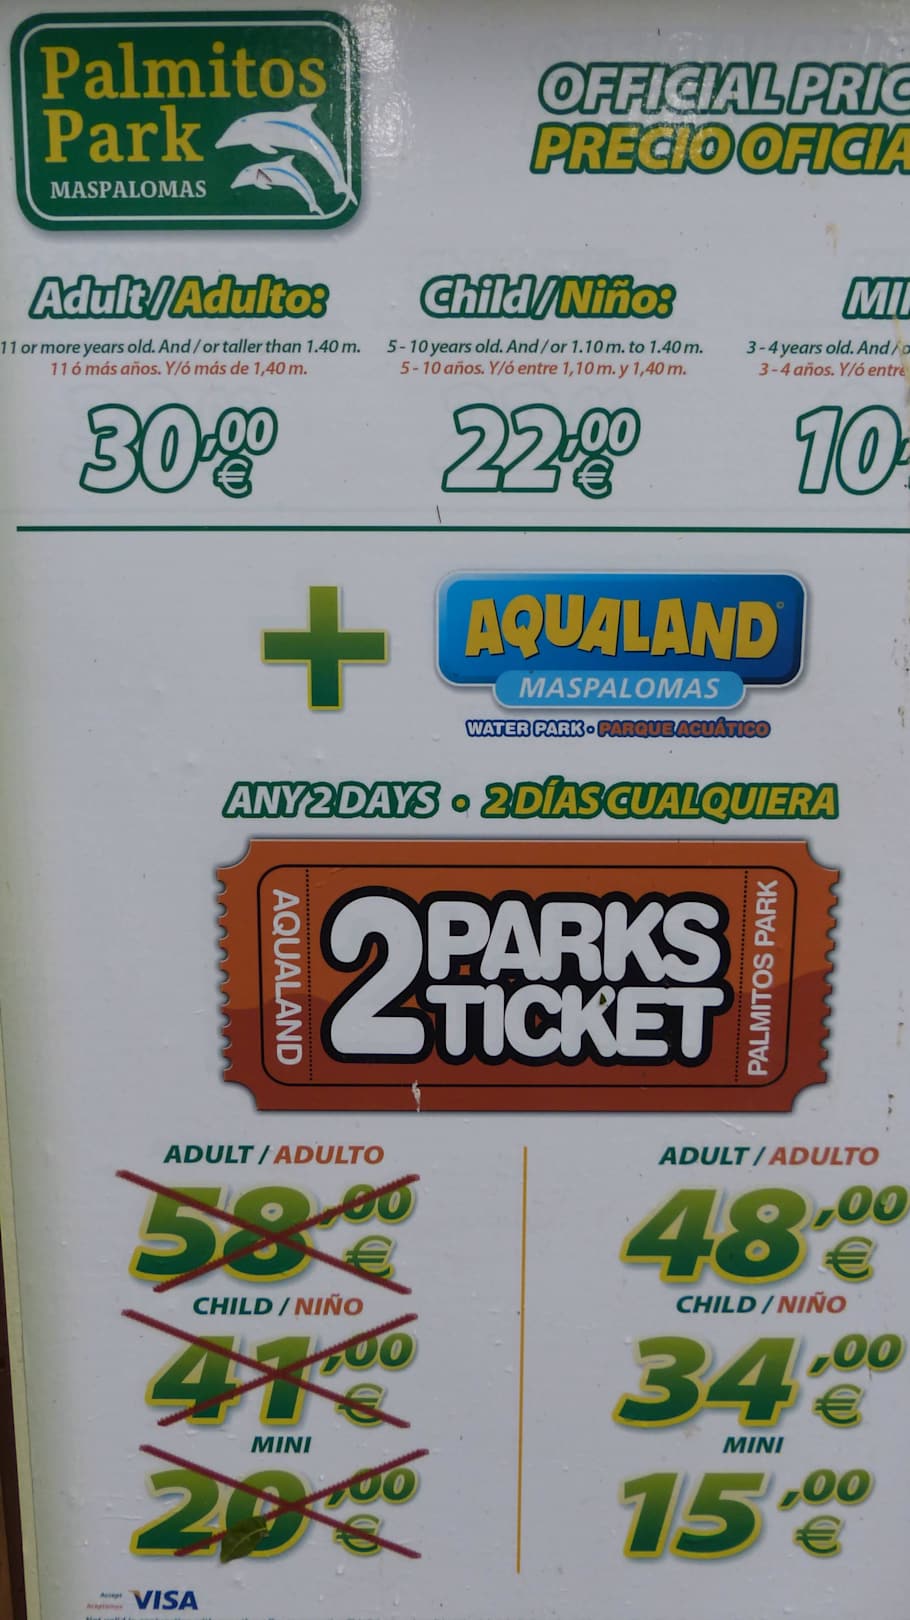 Palmitos
Park
MASPALOMAS
OFFICIAL PRIC
PRECIO OFICIA
Adult / Adulto:
11 or more years old. And / or taller than 1.40 m.
11 ó más años. Y/ó más de 1,40 m.
30,00 €
Child / Niño:
5 - 10 years old. And / or 1.10 m. to 1.40 m.
5 - 10 años. Y/ó entre 1,10 m. y 1,40 m.
22,00 €
MI
3 - 4 years old. And / o
3 - 4 años. Y/ó entre
10
+
AQUALAND©
MASPALOMAS
WATER PARK • PARQUE ACUÁTICO
ANY 2 DAYS • 2 DÍAS CUALQUIERA
AQUALAND
2 PARKS
TICKET
PALMITOS PARK
ADULT / ADULTO
58,00 €
CHILD / NIÑO
41,00 €
MINI
20,00 €
ADULT / ADULTO
48,00 €
CHILD / NIÑO
34,00 €
MINI
15,00 €
Accept
VISA